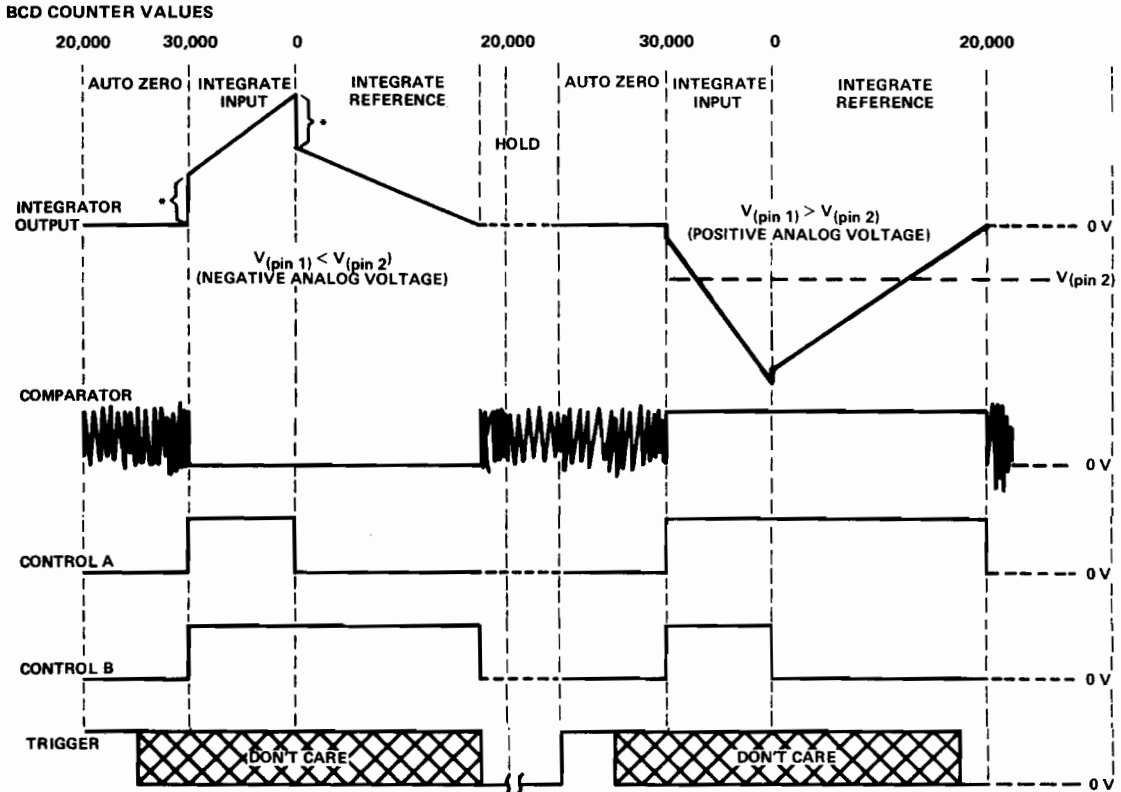 BCD COUNTER VALUES
20,000 30,000 0 20,000 30,000 0 20,000
AUTO ZERO INTEGRATE INPUT INTEGRATE REFERENCE HOLD AUTO ZERO INTEGRATE INPUT INTEGRATE REFERENCE
*
*
INTEGRATOR
OUTPUT
V(pin 1) < V(pin 2)
(NEGATIVE ANALOG VOLTAGE)
V(pin 1) > V(pin 2)
(POSITIVE ANALOG VOLTAGE)
0 V
V(pin 2)
COMPARATOR
0 V
CONTROL A
0 V
CONTROL B
0 V
TRIGGER
DON'T CARE DON'T CARE
0 V